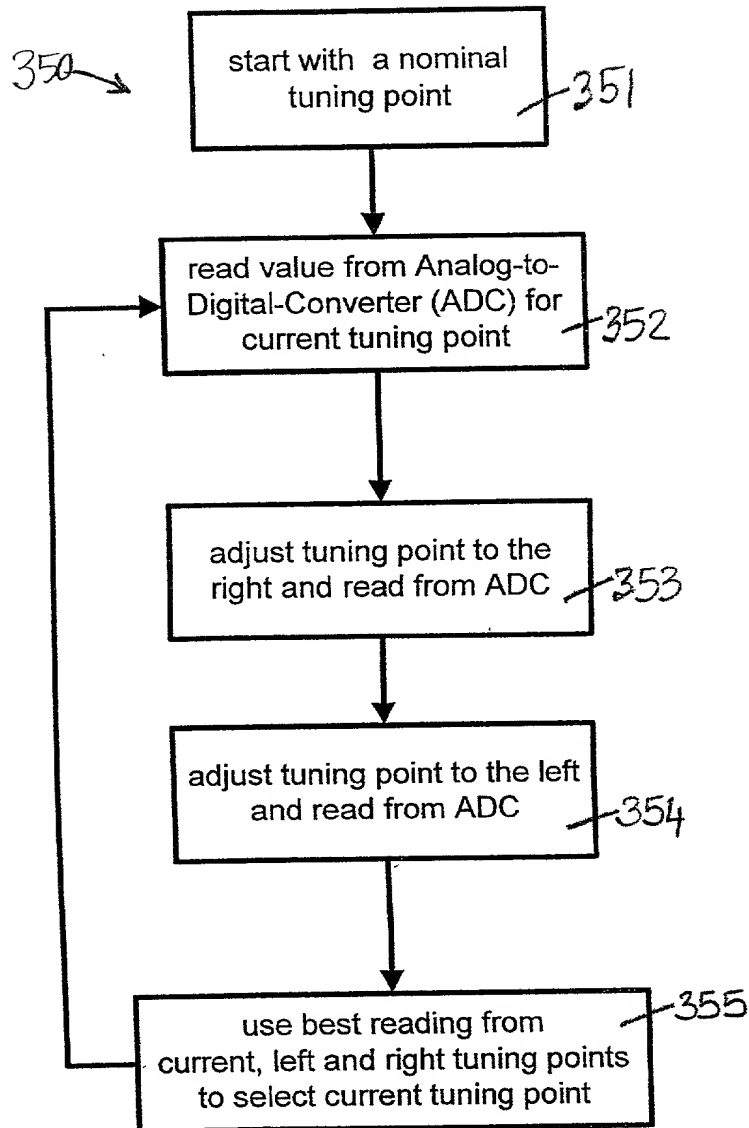 350
start with a nominal
tuning point
351
read value from Analog-to-
Digital-Converter (ADC) for
current tuning point
352
adjust tuning point to the
right and read from ADC
353
adjust tuning point to the left
and read from ADC
354
355
use best reading from
current, left and right tuning points
to select current tuning point